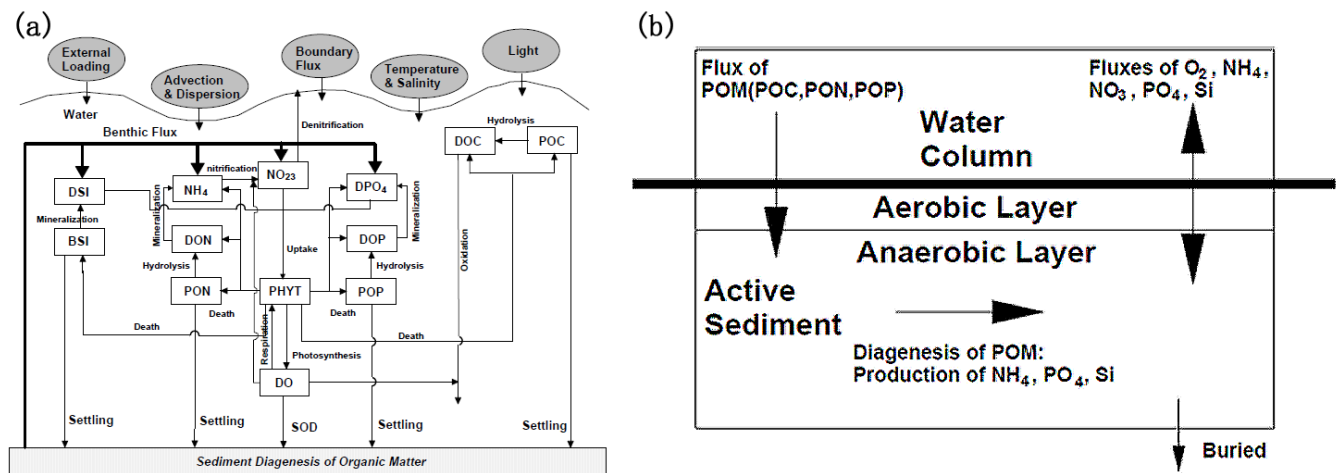 (a)
External
Loading
Advection
& Dispersion
Boundary
Flux
Temperature
& Salinity
Light
Water
Denitrification
Benthic Flux
Hydrolysis
DOC
POC
nitrification
NO23
DSI
NH4
DPO4
Mineralization
Mineralization
Mineralization
BSI
DON
DOP
Uptake
Oxidation
Hydrolysis
Hydrolysis
PON
PHYT
POP
Death
Death
Death
Death
Respiration
Photosynthesis
DO
Settling
Settling
SOD
Settling
Settling
Sediment Diagenesis of Organic Matter
(b)
Flux of
POM(POC,PON,POP)
Fluxes of O2 , NH4,
NO3 , PO4, Si
Water
Column
Aerobic Layer
Anaerobic Layer
Active
Sediment
Diagenesis of POM:
Production of NH4, PO4, Si
Buried